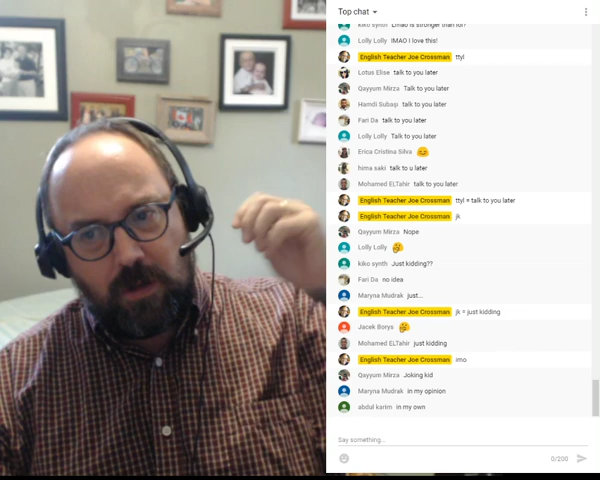 Top chat
kiko synth Lmao is stronger than lol?
Lolly Lolly lMAO I love this!
English Teacher Joe Crossman ttyl
Lotus Elise talk to you later
Qayyum Mirza Talk to you later
Hamdi Subaşı talk to you later
Fari Da talk to you later
Lolly Lolly Talk to you later
Erica Cristina Silva 😊
hima saki talk to u later
Mohamed ELTahir talk to you later
English Teacher Joe Crossman ttyl = talk to you later
English Teacher Joe Crossman jk
Qayyum Mirza Nope
Lolly Lolly 🤔
kiko synth Just kidding??
Fari Da no idea
Maryna Mudrak just...
English Teacher Joe Crossman jk = just kidding
Jacek Borys 🤔
Mohamed ELTahir just kidding
English Teacher Joe Crossman imo
Qayyum Mirza Joking kid
Maryna Mudrak in my opinion
abdul karim in my own
Say something...
0/200